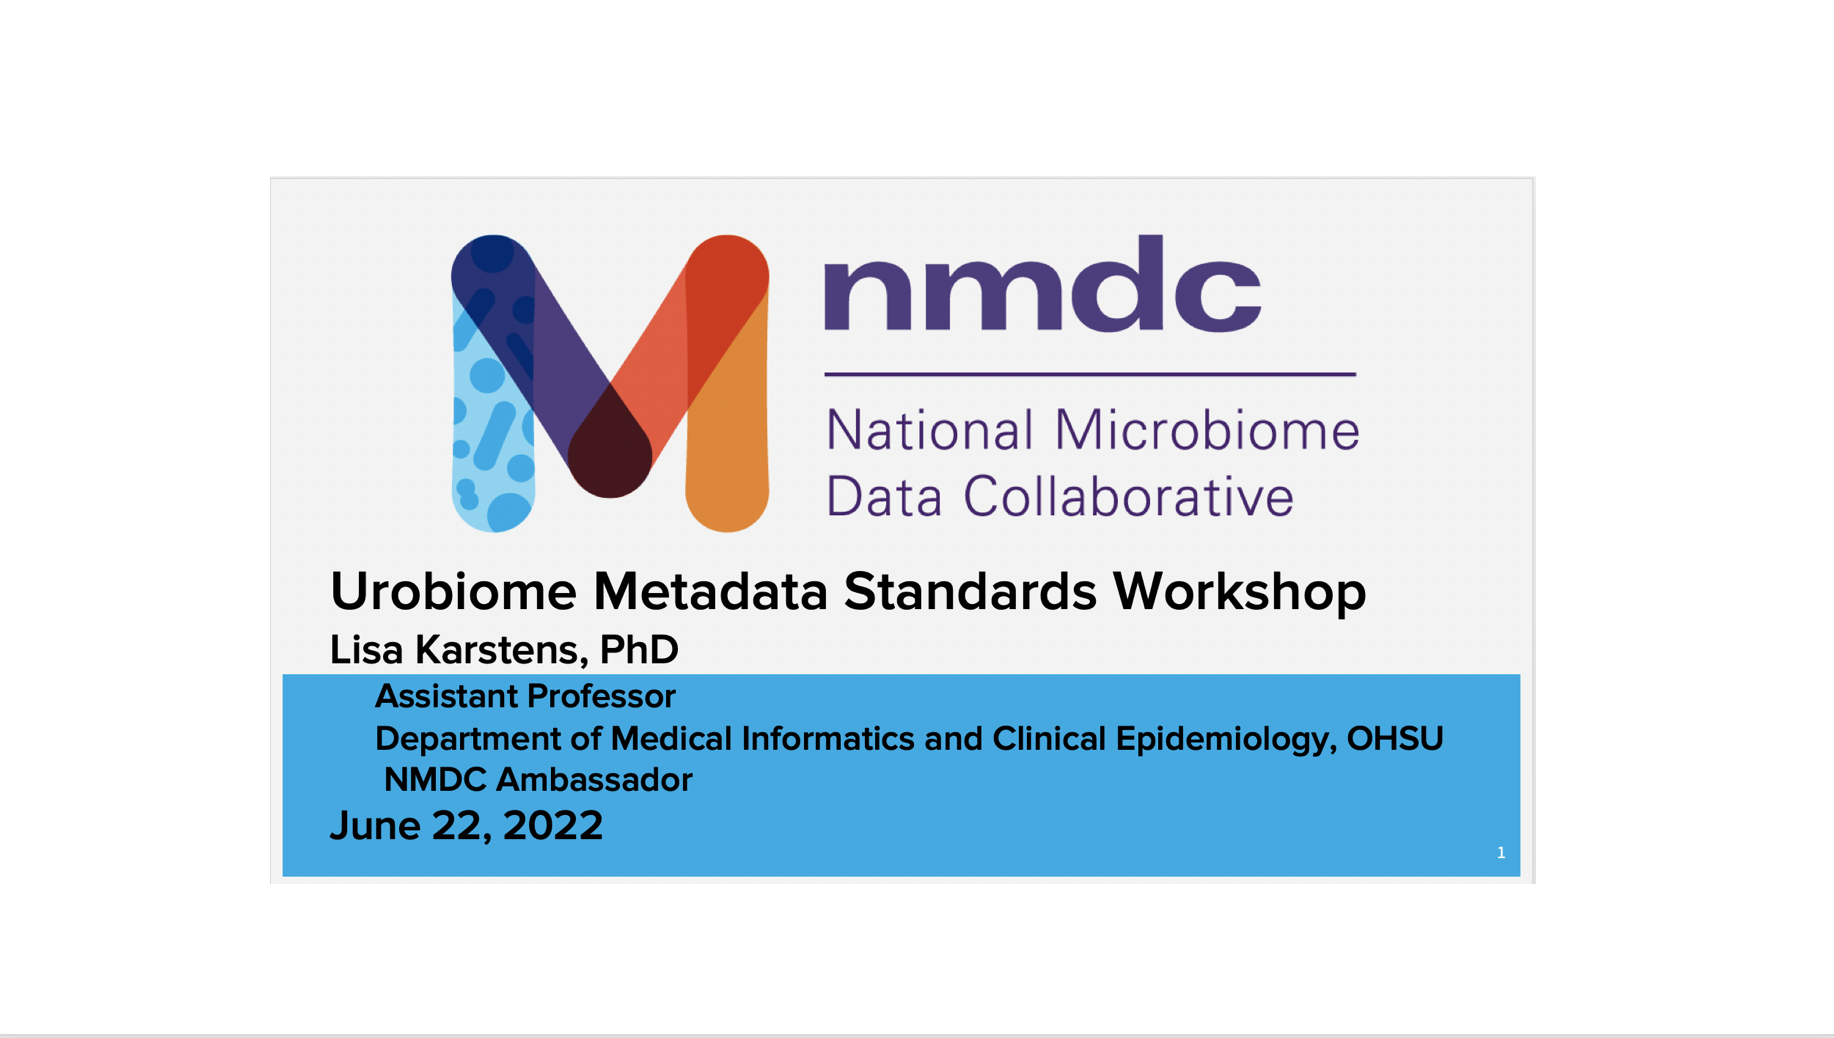 nmdc
National Microbiome
Data Collaborative
Urobiome Metadata Standards Workshop
Lisa Karstens, PhD
Assistant Professor
Department of Medical Informatics and Clinical Epidemiology, OHSU
NMDC Ambassador
June 22, 2022
1